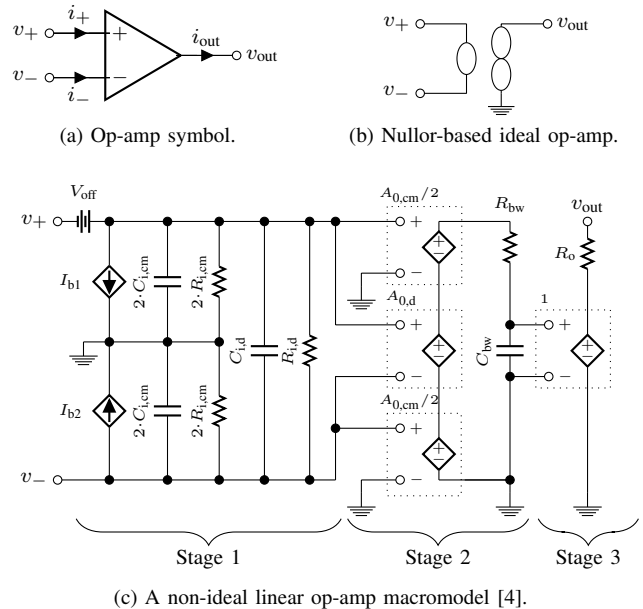 v+ i+ + i_out v_out
v− i− −
(a) Op-amp symbol.
v+ v_out
v−
(b) Nullor-based ideal op-amp.
V_off
v+
I_b1
2·C_i,cm
2·R_i,cm
I_b2
2·C_i,cm
2·R_i,cm
C_i,d
R_i,d
v−
A_0,cm/2
+
−
+
−
A_0,d
+
−
+
−
A_0,cm/2
+
−
+
−
R_bw
C_bw
1
+
−
+
−
v_out
R_o
Stage 1 Stage 2 Stage 3
(c) A non-ideal linear op-amp macromodel [4].